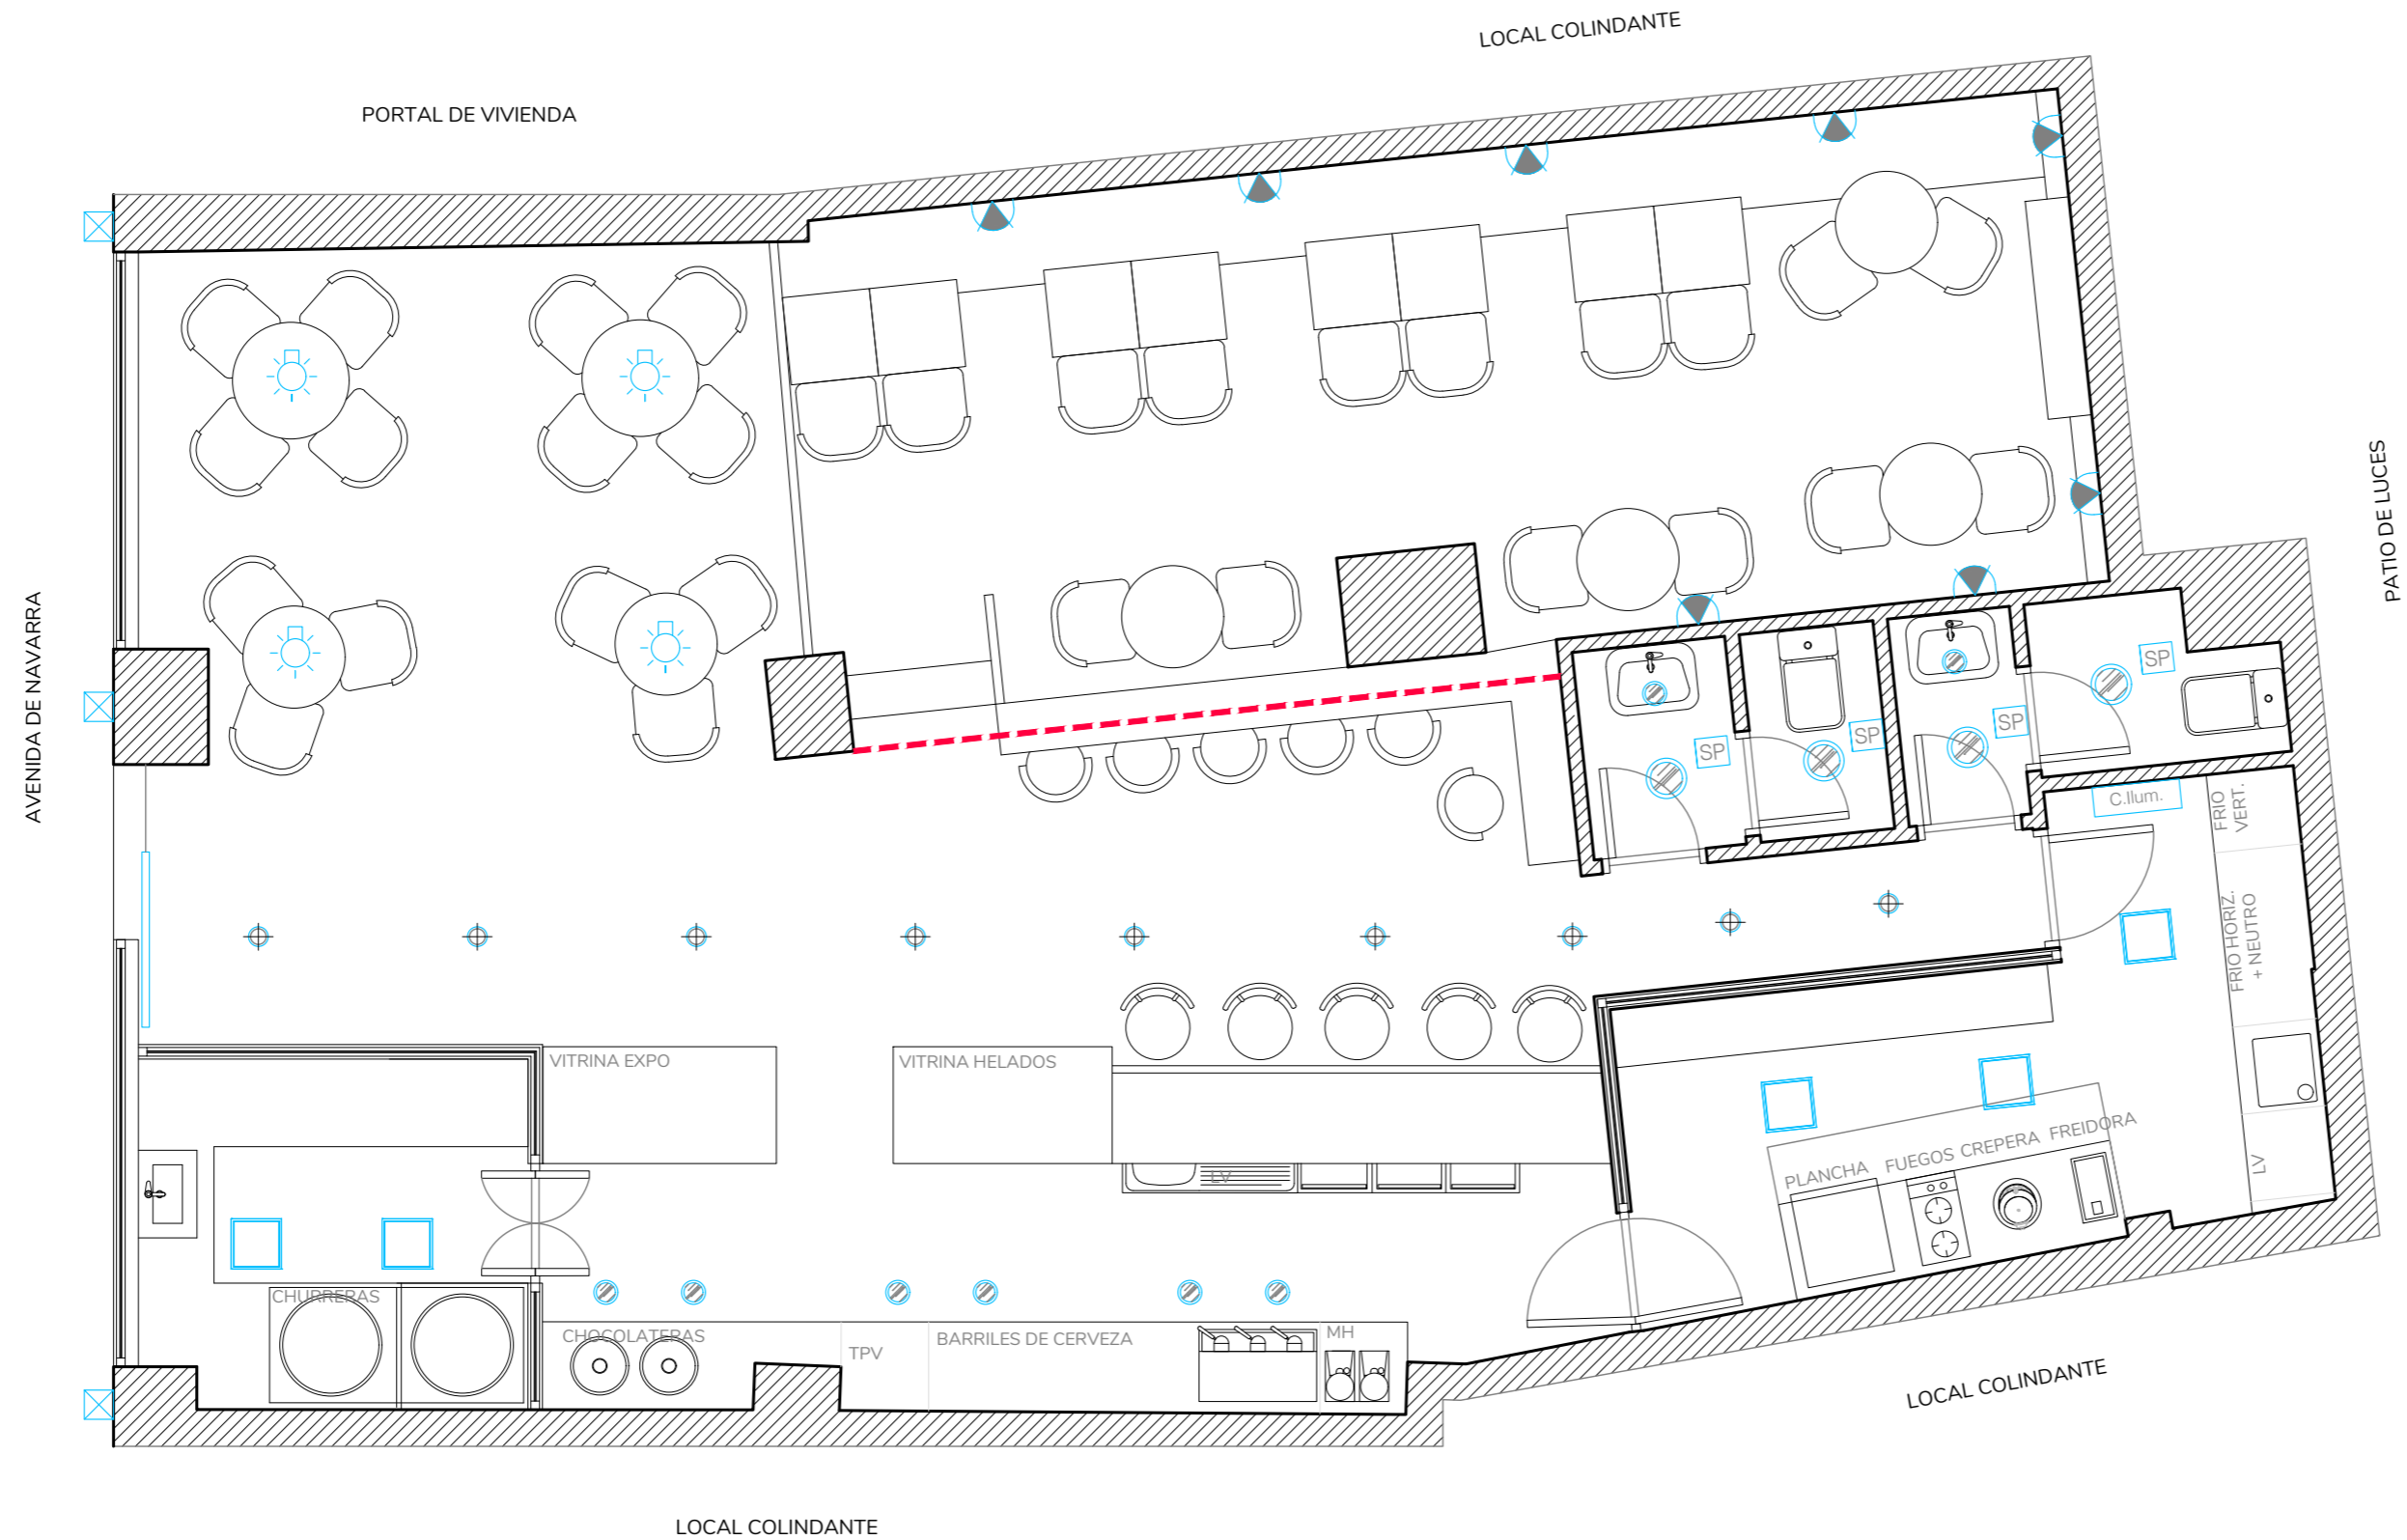 LOCAL COLINDANTE
PORTAL DE VIVIENDA
PATIO DE LUCES
AVENIDA DE NAVARRA
SP
SP
SP
SP
C.Ilum.
FRIO
VERT.
FRIO HORIZ.
+ NEUTRO
VITRINA EXPO
VITRINA HELADOS
LV
PLANCHA
FUEGOS
CREPERA
FREIDORA
LV
CHURRERAS
CHOCOLATERAS
TPV
BARRILES DE CERVEZA
MH
LOCAL COLINDANTE
LOCAL COLINDANTE